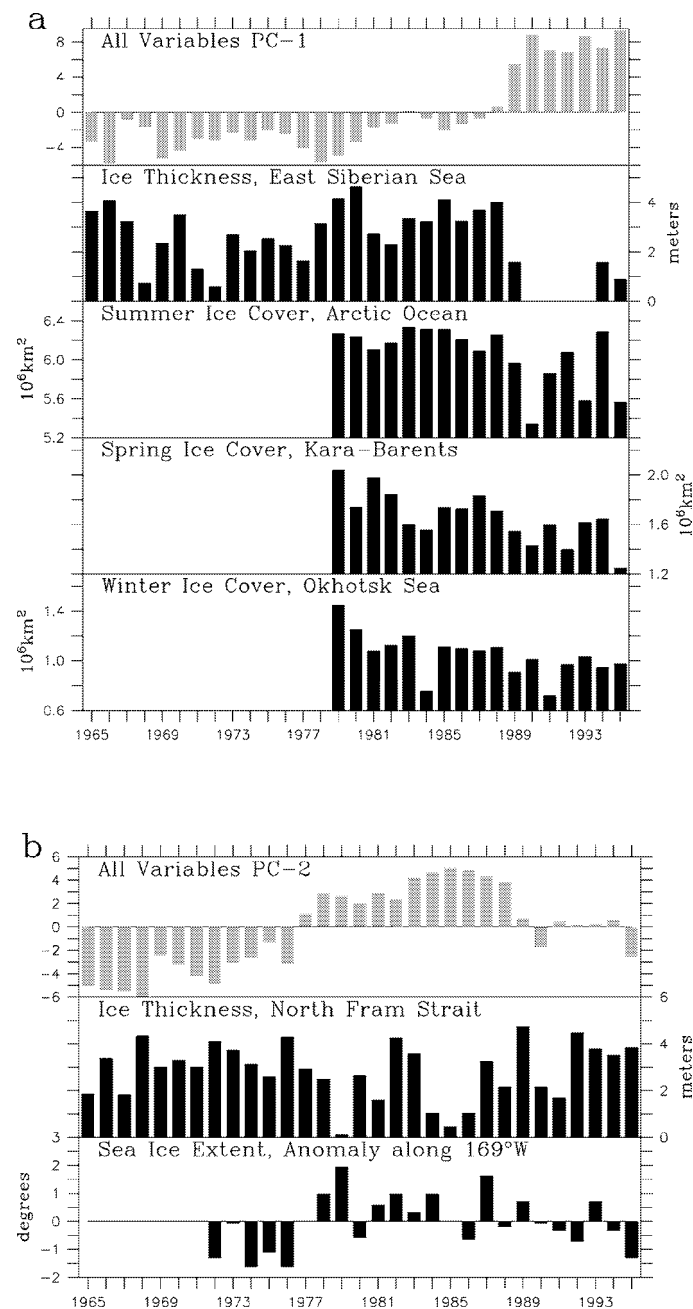 a
All Variables PC-1
8
4
0
-4
Ice Thickness, East Siberian Sea
4
2
0
meters
Summer Ice Cover, Arctic Ocean
6.4
6.0
5.6
5.2
10⁶km²
Spring Ice Cover, Kara-Barents
2.0
1.6
1.2
10⁶km²
Winter Ice Cover, Okhotsk Sea
1.4
1.0
0.6
10⁶km²
1965 1969 1973 1977 1981 1985 1989 1993
b
All Variables PC-2
6
4
2
0
-2
-4
-6
Ice Thickness, North Fram Strait
6
4
2
0
meters
Sea Ice Extent, Anomaly along 169°W
3
2
1
0
-1
-2
degrees
1965 1969 1973 1977 1981 1985 1989 1993